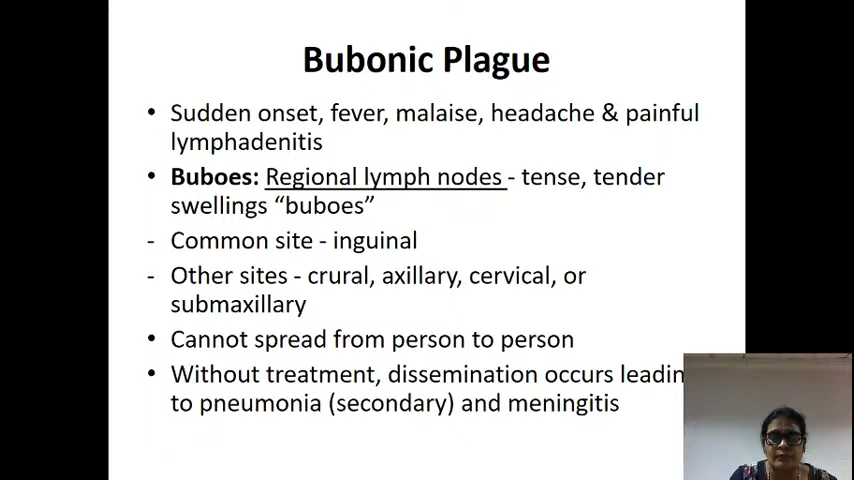 Bubonic Plague
• Sudden onset, fever, malaise, headache & painful
lymphadenitis
• Buboes: Regional lymph nodes - tense, tender
swellings “buboes”
- Common site - inguinal
- Other sites - crural, axillary, cervical, or
submaxillary
• Cannot spread from person to person
• Without treatment, dissemination occurs leadin
to pneumonia (secondary) and meningitis